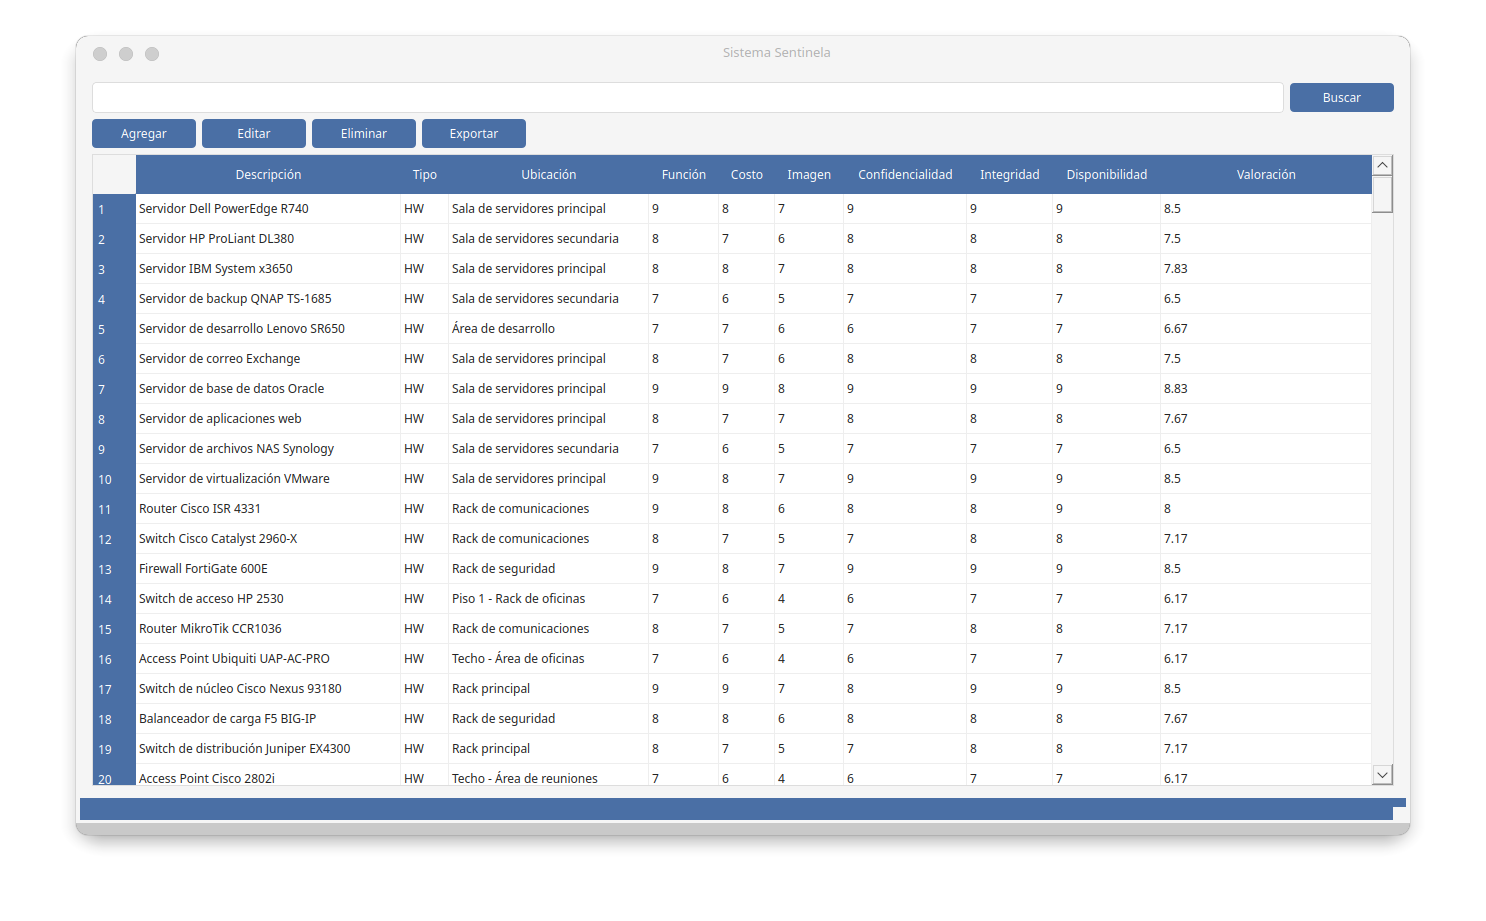 Sistema Sentinela
Buscar
Agregar Editar Eliminar Exportar
Descripción Tipo Ubicación Función Costo Imagen Confidencialidad Integridad Disponibilidad Valoración
1 Servidor Dell PowerEdge R740 HW Sala de servidores principal 9 8 7 9 9 9 8.5
2 Servidor HP ProLiant DL380 HW Sala de servidores secundaria 8 7 6 8 8 8 7.5
3 Servidor IBM System x3650 HW Sala de servidores principal 8 8 7 8 8 8 7.83
4 Servidor de backup QNAP TS-1685 HW Sala de servidores secundaria 7 6 5 7 7 7 6.5
5 Servidor de desarrollo Lenovo SR650 HW Área de desarrollo 7 7 6 6 7 7 6.67
6 Servidor de correo Exchange HW Sala de servidores principal 8 7 6 8 8 8 7.5
7 Servidor de base de datos Oracle HW Sala de servidores principal 9 9 8 9 9 9 8.83
8 Servidor de aplicaciones web HW Sala de servidores principal 8 7 7 8 8 8 7.67
9 Servidor de archivos NAS Synology HW Sala de servidores secundaria 7 6 5 7 7 7 6.5
10 Servidor de virtualización VMware HW Sala de servidores principal 9 8 7 9 9 9 8.5
11 Router Cisco ISR 4331 HW Rack de comunicaciones 9 8 6 8 8 9 8
12 Switch Cisco Catalyst 2960-X HW Rack de comunicaciones 8 7 5 7 8 8 7.17
13 Firewall FortiGate 600E HW Rack de seguridad 9 8 7 9 9 9 8.5
14 Switch de acceso HP 2530 HW Piso 1 - Rack de oficinas 7 6 4 6 7 7 6.17
15 Router MikroTik CCR1036 HW Rack de comunicaciones 8 7 5 7 8 8 7.17
16 Access Point Ubiquiti UAP-AC-PRO HW Techo - Área de oficinas 7 6 4 6 7 7 6.17
17 Switch de núcleo Cisco Nexus 93180 HW Rack principal 9 9 7 8 9 9 8.5
18 Balanceador de carga F5 BIG-IP HW Rack de seguridad 8 8 6 8 8 8 7.67
19 Switch de distribución Juniper EX4300 HW Rack principal 8 7 5 7 8 8 7.17
20 Access Point Cisco 2802i HW Techo - Área de reuniones 7 6 4 6 7 7 6.17